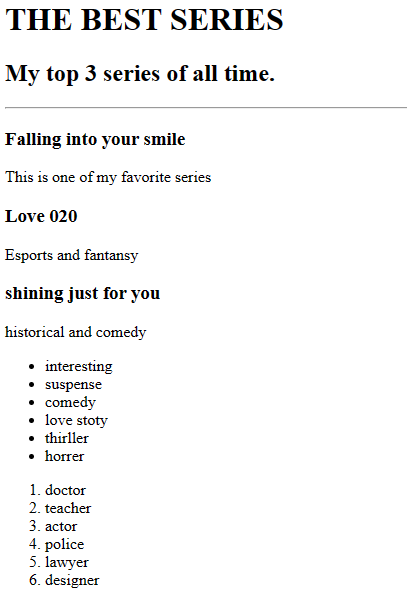 THE BEST SERIES
My top 3 series of all time.
Falling into your smile
This is one of my favorite series
Love 020
Esports and fantansy
shining just for you
historical and comedy
• interesting
• suspense
• comedy
• love stoty
• thirller
• horrer
1. doctor
2. teacher
3. actor
4. police
5. lawyer
6. designer